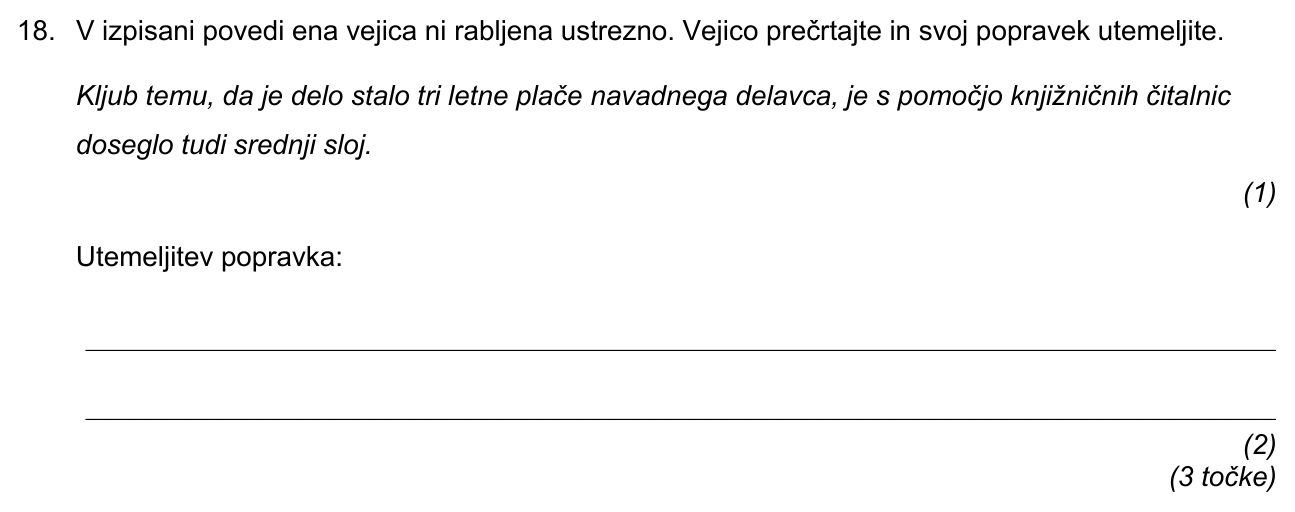 18. V izpisani povedi ena vejica ni rabljena ustrezno. Vejico prečrtajte in svoj popravek utemeljite.
Kljub temu, da je delo stalo tri letne plače navadnega delavca, je s pomočjo knjižničnih čitalnic
doseglo tudi srednji sloj.
(1)
Utemeljitev popravka:
(2)
(3 točke)